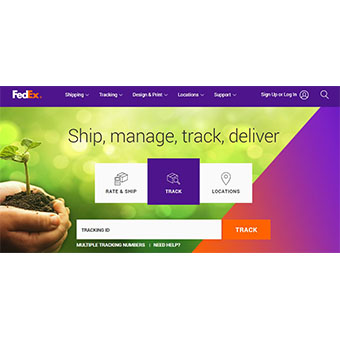 FedEx.
Shipping Tracking Design & Print Locations Support Sign Up or Log In
Ship, manage, track, deliver
RATE & SHIP TRACK LOCATIONS
TRACKING ID TRACK
MULTIPLE TRACKING NUMBERS | NEED HELP?